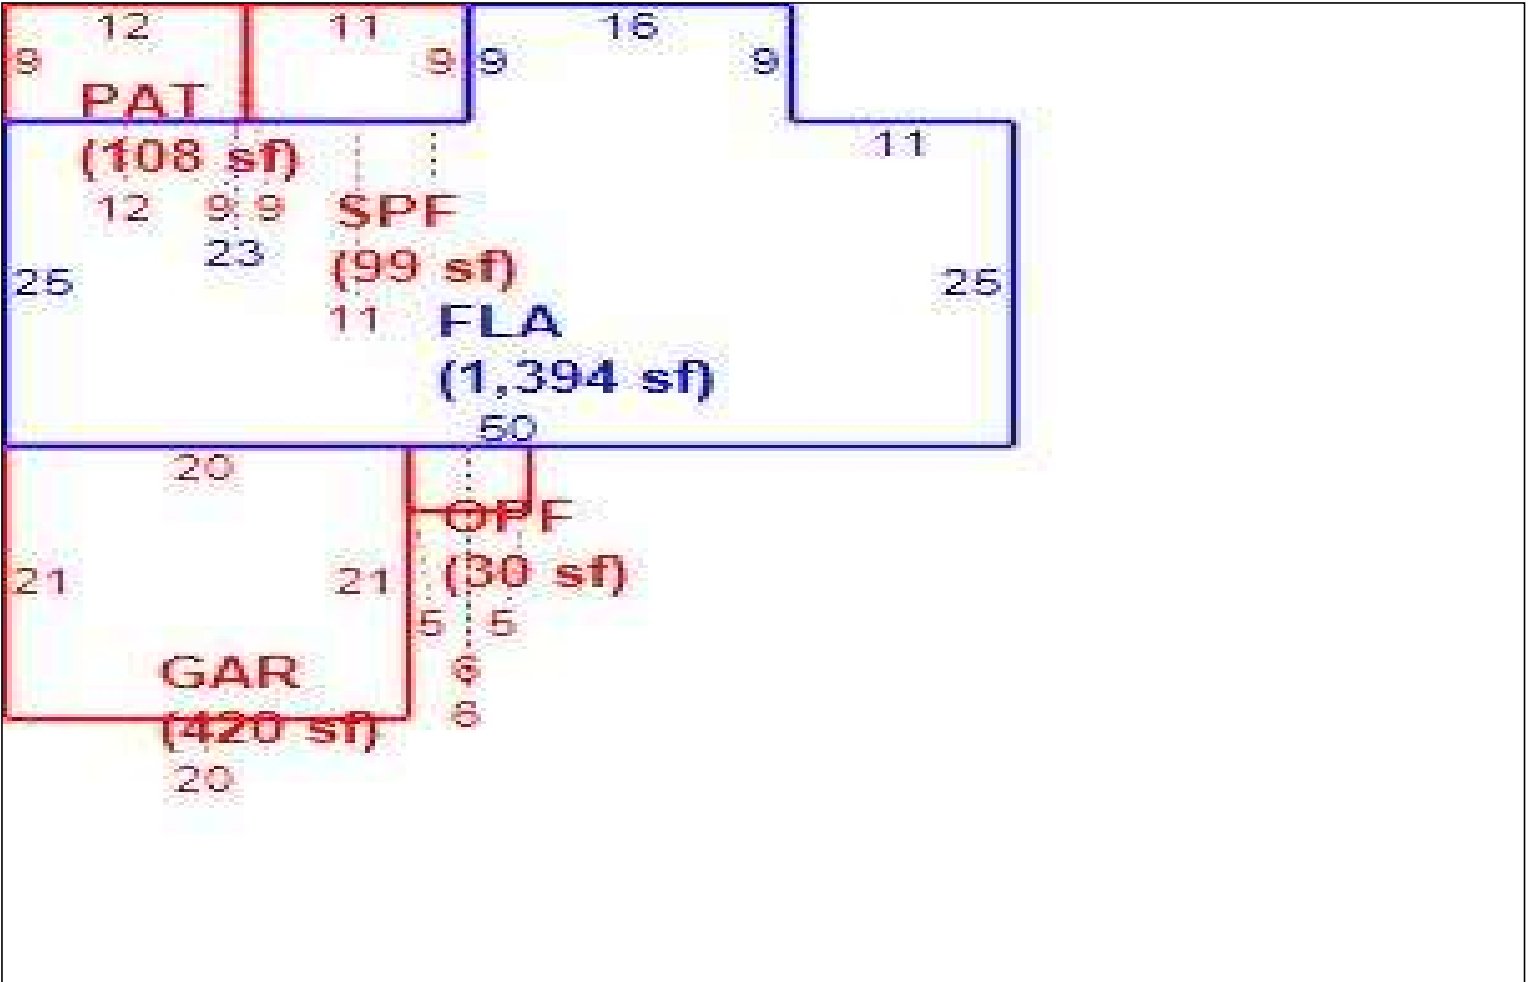 12 11 16
9 9 9 9
PAT
(108 sf) 11
12 9 9 SPF
23
(99 sf)
25 25
11 FLA
(1,394 sf)
50
20
OPF
21 21 (30 sf)
5 5
GAR 6
6
(420 sf)
20